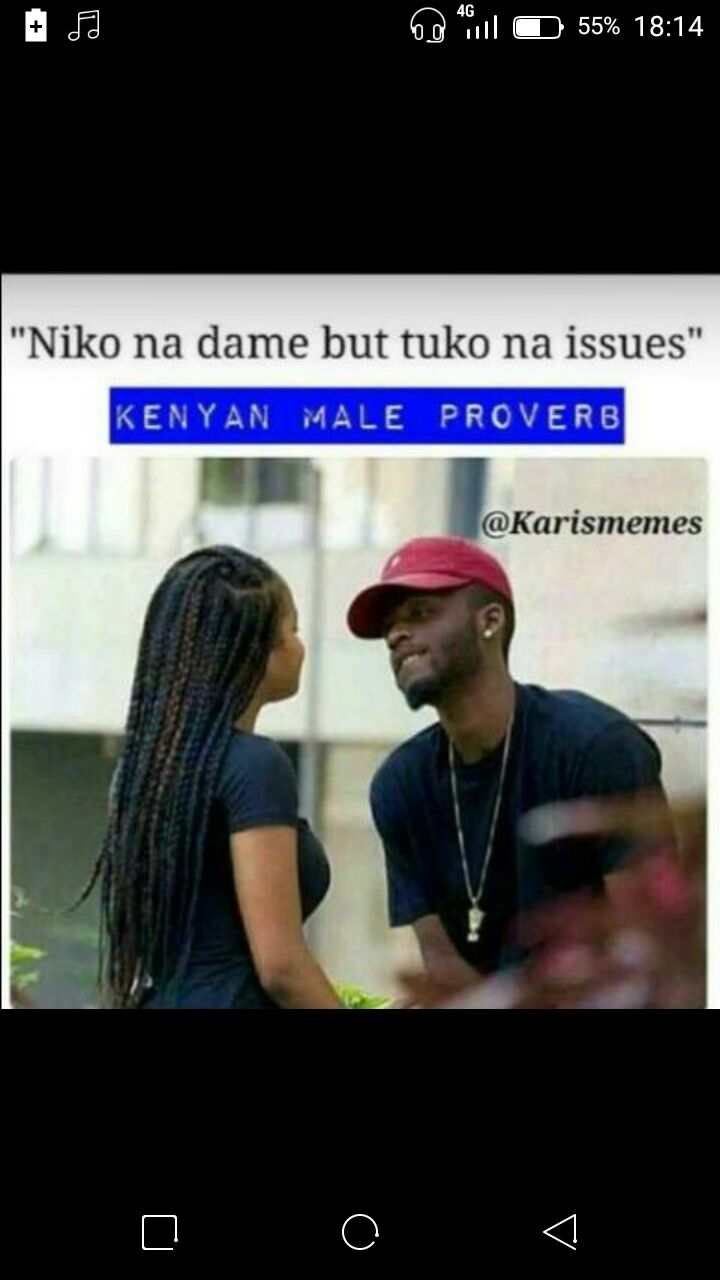 4G 55% 18:14
"Niko na dame but tuko na issues"
KENYAN MALE PROVERB
@Karismemes